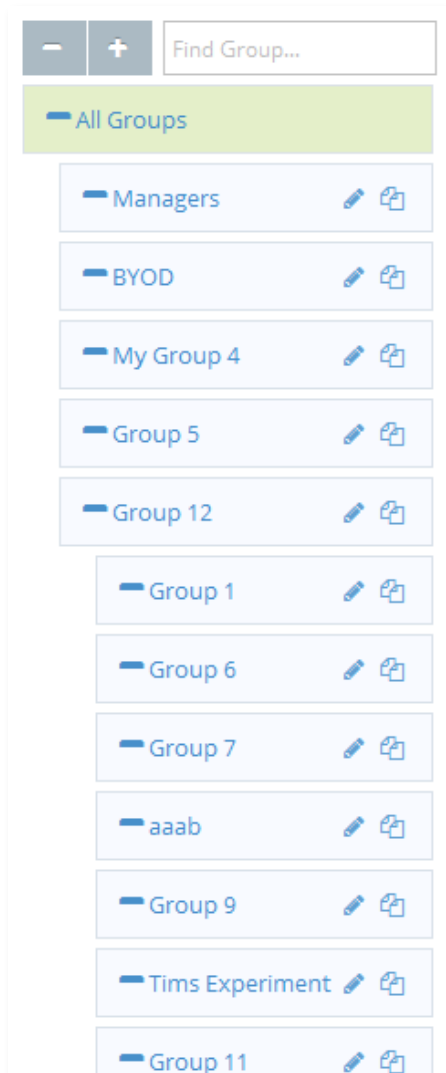 Find Group...
All Groups
Managers
BYOD
My Group 4
Group 5
Group 12
Group 1
Group 6
Group 7
aaab
Group 9
Tims Experiment
Group 11